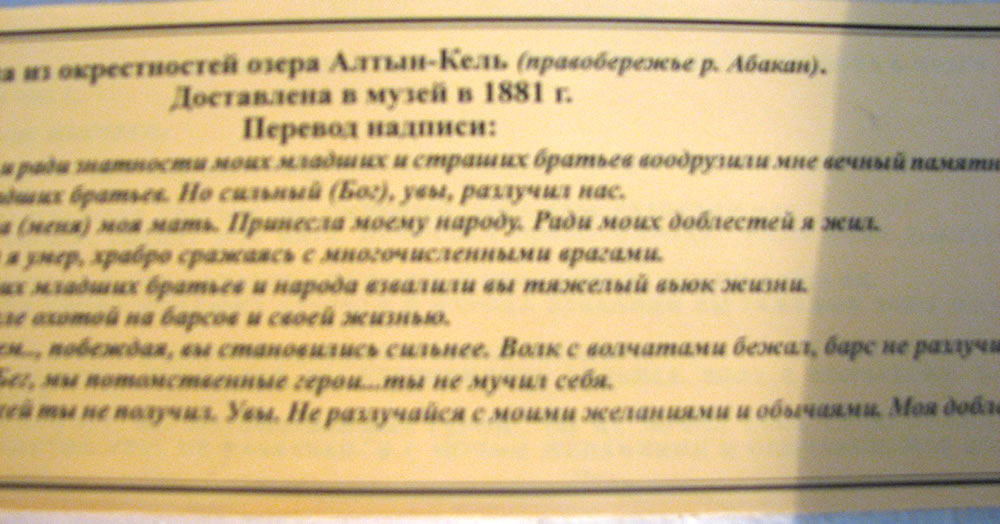 из окрестностей озера Алтын-Кель (правобережье р. Абакан).
Доставлена в музей в 1881 г.
Перевод надписи:
и ради знатности моих младших и страших братьев воодрузили мне вечный памятн
братьев. Но сильный (Бог), увы, разлучил нас.
(меня) моя мать. Принесла моему народу. Ради моих доблестей я жил.
я умер, храбро сражаясь с многочисленными врагами.
их младших братьев и народа взвалили вы тяжелый вьюк жизни.
охотой на барсов и своей жизнью.
побеждая, вы становились сильнее. Волк с волчатами бежал, барс не разлучи
Бег, мы потомственные герои...ты не мучил себя.
ты не получил. Увы. Не разлучайся с моими желаниями и обычаями. Моя добле